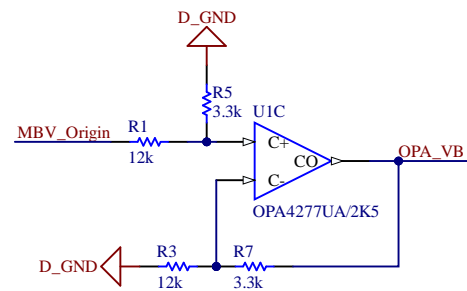 D_GND
R5
3.3k
U1C
MBV_Origin
R1
12k
C+
CO
C-
OPA_VB
OPA4277UA/2K5
D_GND
R3
12k
R7
3.3k